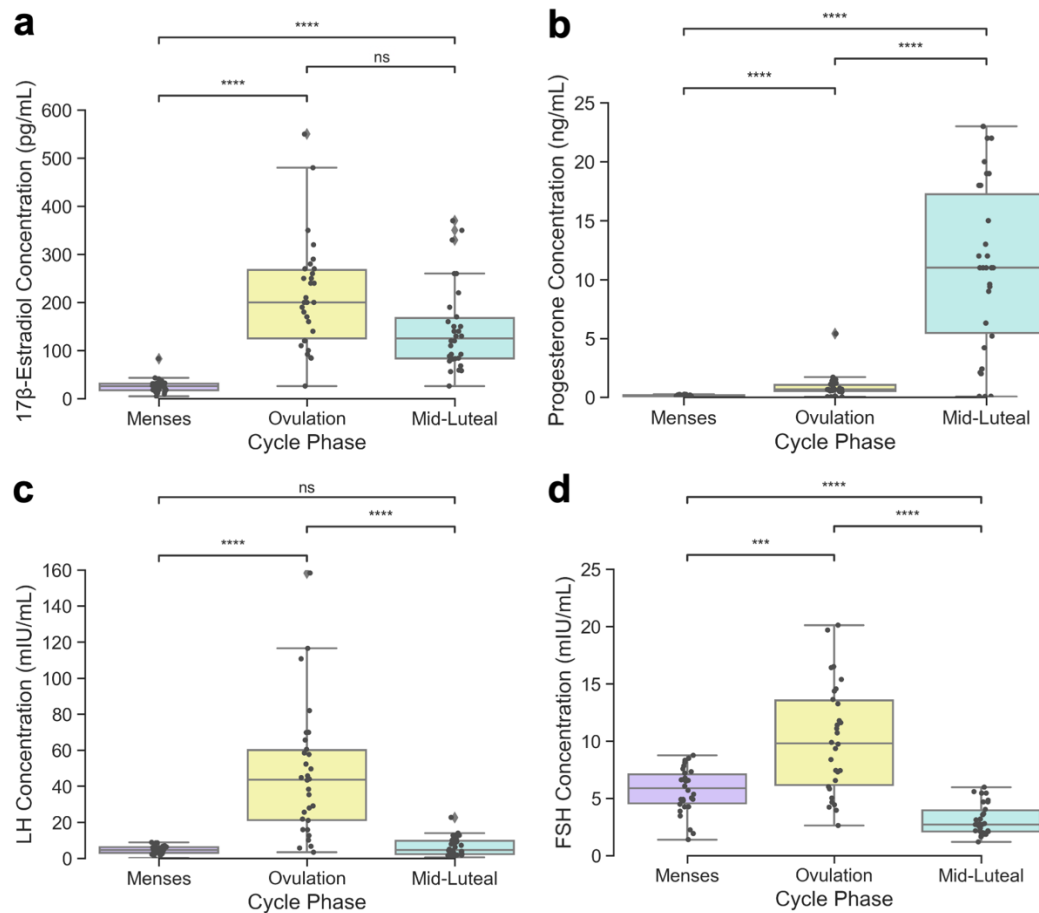 a
****
ns
****
17β-Estradiol Concentration (pg/mL)
600
500
400
300
200
100
0
Menses
Ovulation
Mid-Luteal
Cycle Phase
b
****
****
****
Progesterone Concentration (ng/mL)
25
20
15
10
5
0
Menses
Ovulation
Mid-Luteal
Cycle Phase
c
ns
****
****
LH Concentration (mIU/mL)
160
140
120
100
80
60
40
20
0
Menses
Ovulation
Mid-Luteal
Cycle Phase
d
****
****
***
FSH Concentration (mIU/mL)
25
20
15
10
5
0
Menses
Ovulation
Mid-Luteal
Cycle Phase